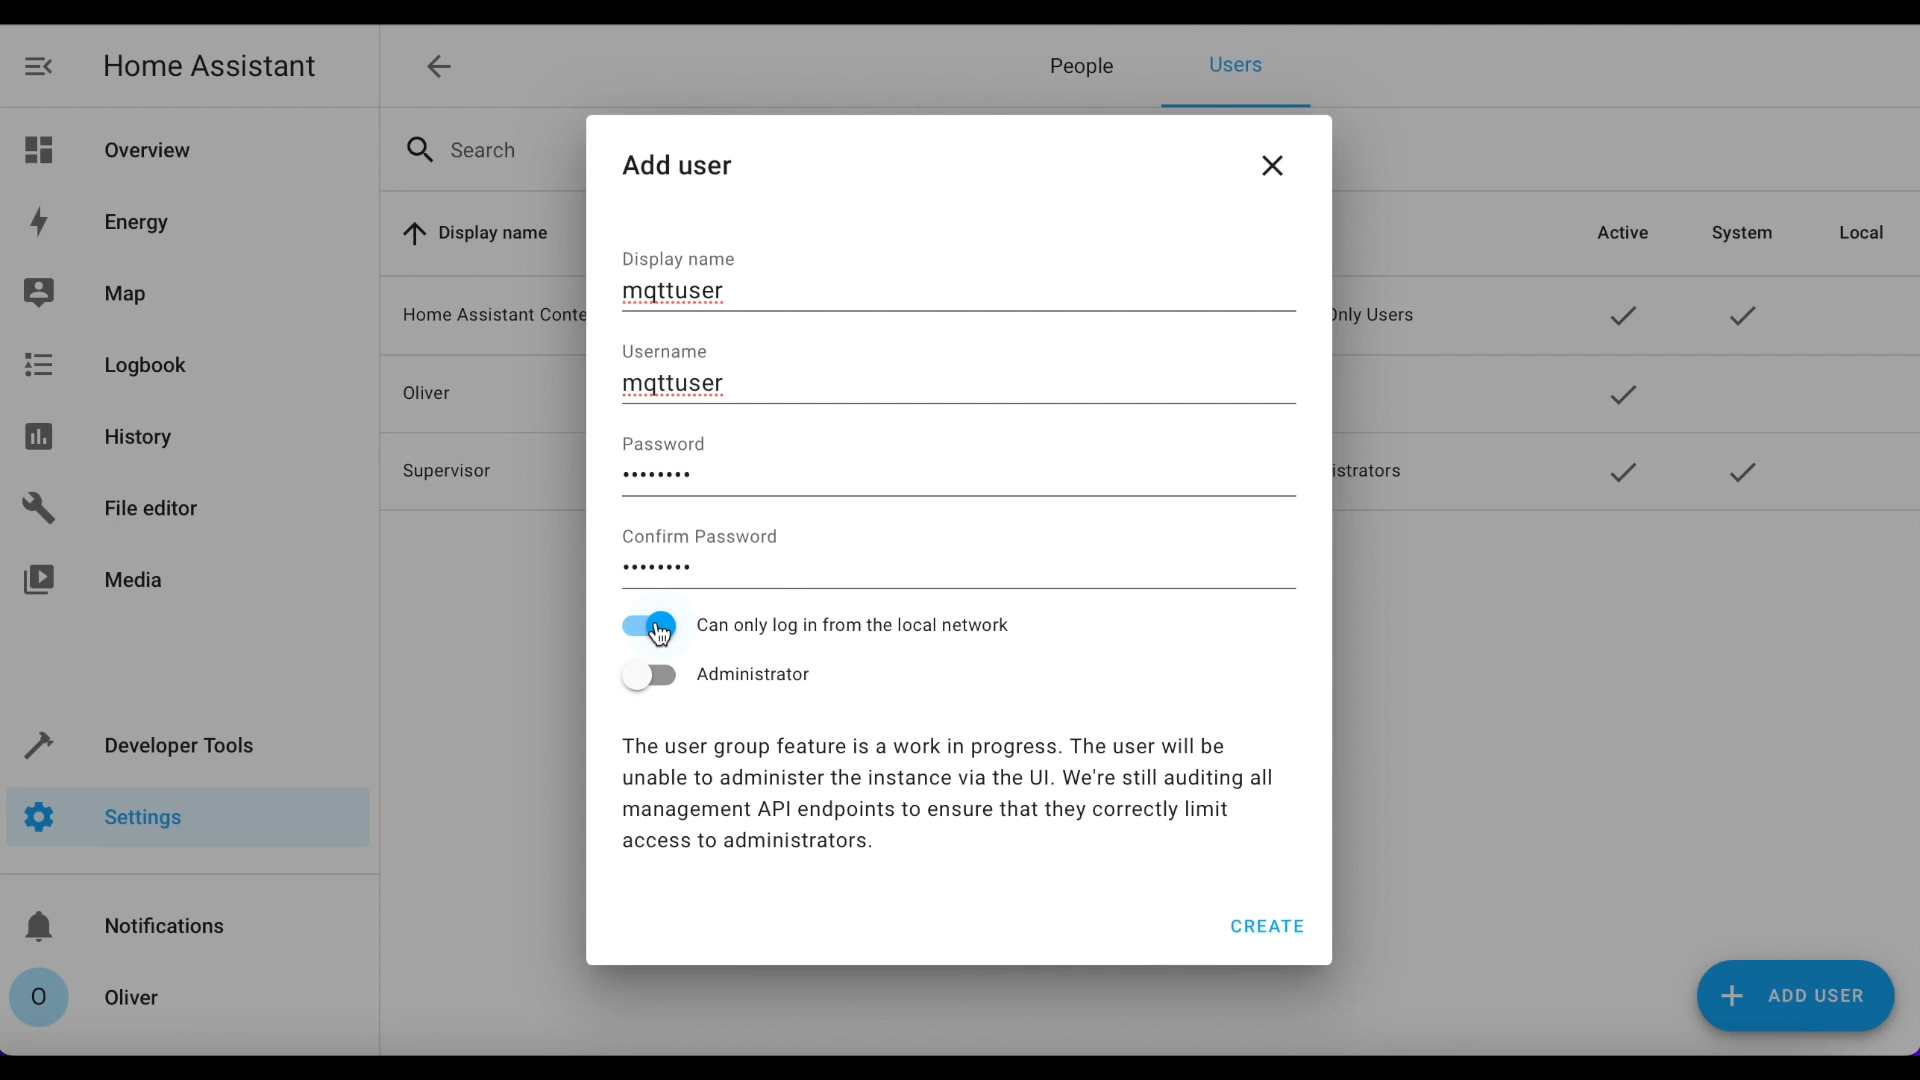 Home Assistant
People
Users
Overview
Energy
Map
Logbook
History
File editor
Media
Developer Tools
Settings
Notifications
O
Oliver
Search
Display name
Active
System
Local
Home Assistant Conte
Only Users
Oliver
Supervisor
istrators
Add user
Display name
mqttuser
Username
mqttuser
Password
••••••••
Confirm Password
••••••••
Can only log in from the local network
Administrator
The user group feature is a work in progress. The user will be
unable to administer the instance via the UI. We're still auditing all
management API endpoints to ensure that they correctly limit
access to administrators.
CREATE
ADD USER